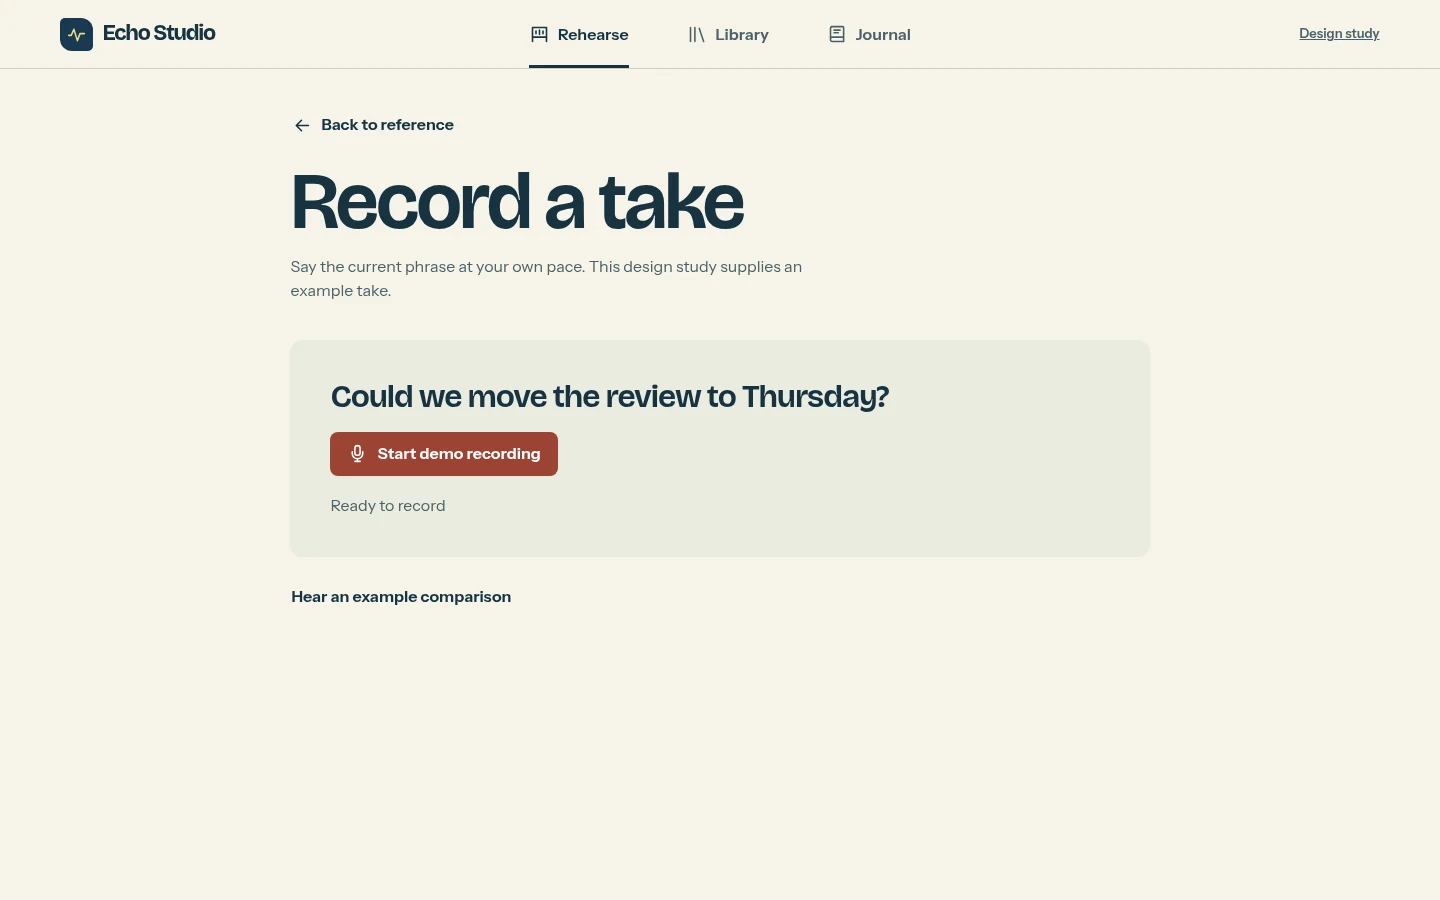 Echo Studio
Rehearse
Library
Journal
Design study
Back to reference
Record a take
Say the current phrase at your own pace. This design study supplies an
example take.
Could we move the review to Thursday?
Start demo recording
Ready to record
Hear an example comparison